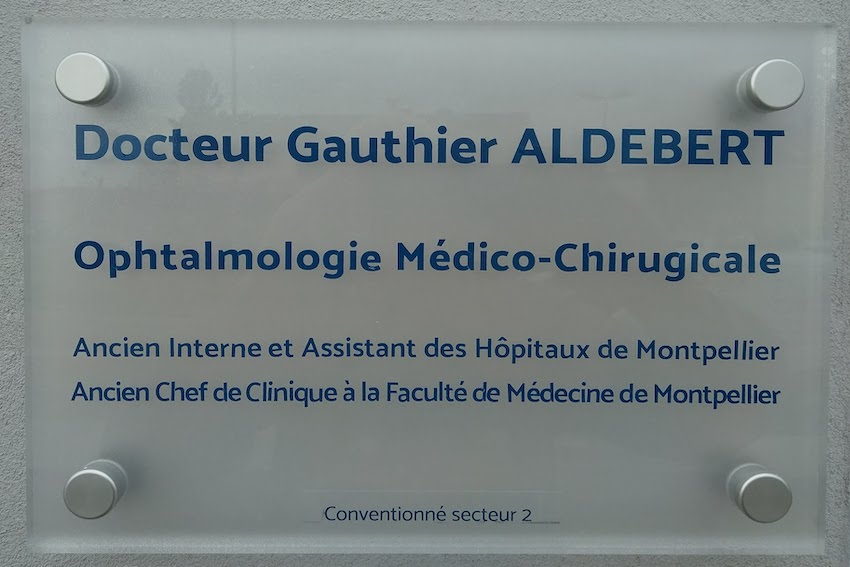 Docteur Gauthier ALDEBERT
Ophtalmologie Médico-Chirugicale
Ancien Interne et Assistant des Hôpitaux de Montpellier
Ancien Chef de Clinique à la Faculté de Médecine de Montpellier
Conventionné secteur 2